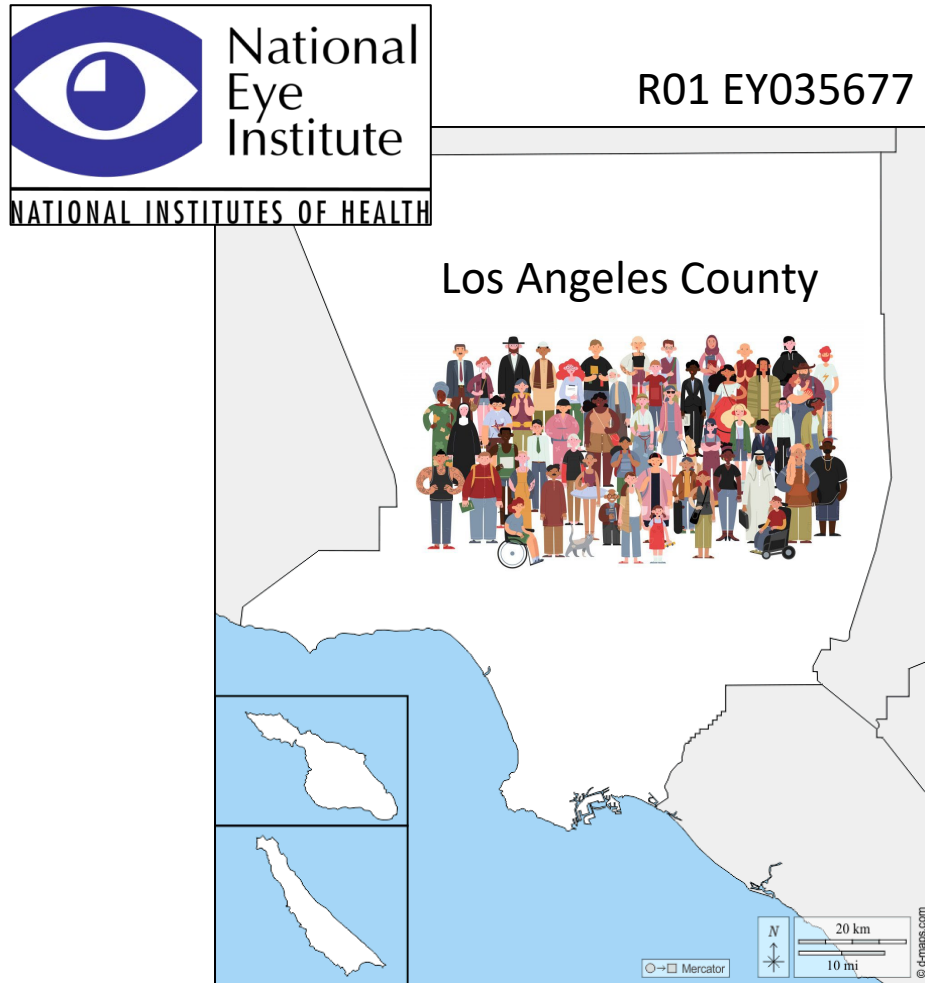 National
Eye
Institute
NATIONAL INSTITUTES OF HEALTH
R01 EY035677
Los Angeles County
N
20 km
10 mi
Mercator
© d-maps.com